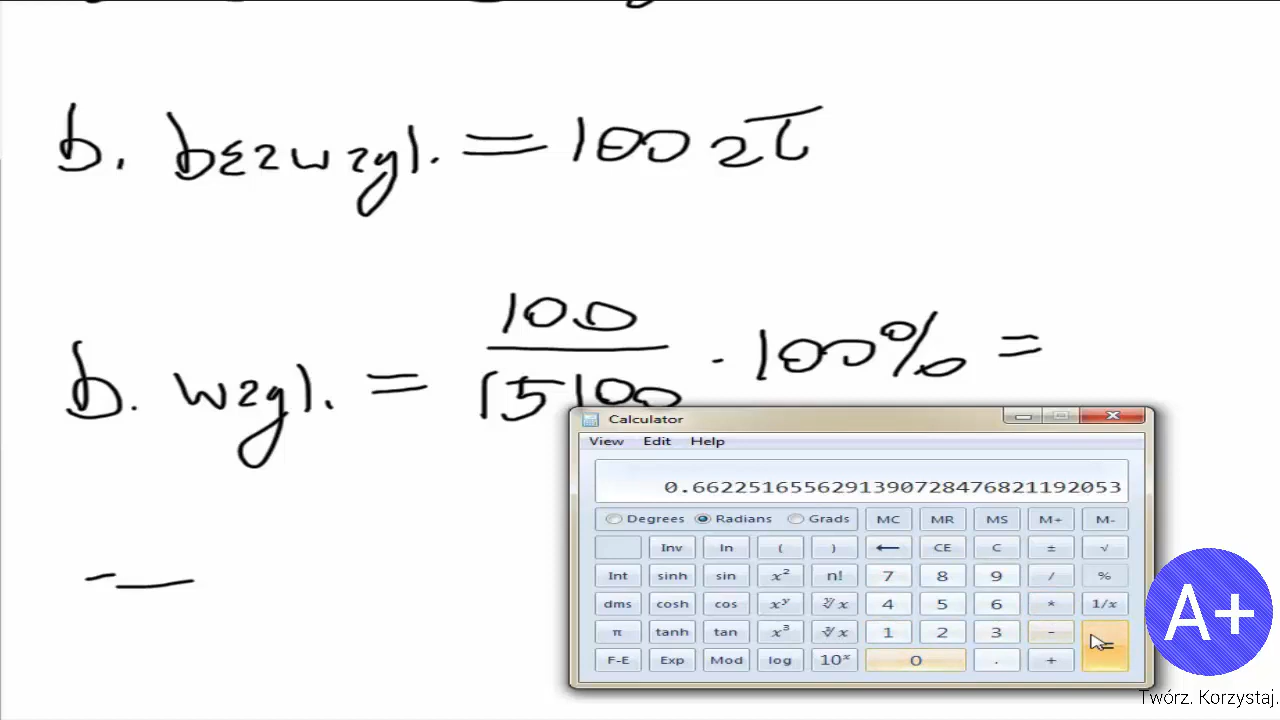 b. bezwzgl. = 100 zł
b. wzgl. = 100/15100 · 100% =
Calculator
View Edit Help
0.66225165562913907284768211920​53
Degrees Radians Grads MC MR MS M+ M-
Inv ln ( ) ← CE C ± √
Int sinh sin x² n! 7 8 9 / %
dms cosh cos xʸ ʸ√x 4 5 6 * 1/x
π tanh tan x³ ³√x 1 2 3 - =
F-E Exp Mod log 10ˣ 0 . +
A+
Twórz. Korzystaj.